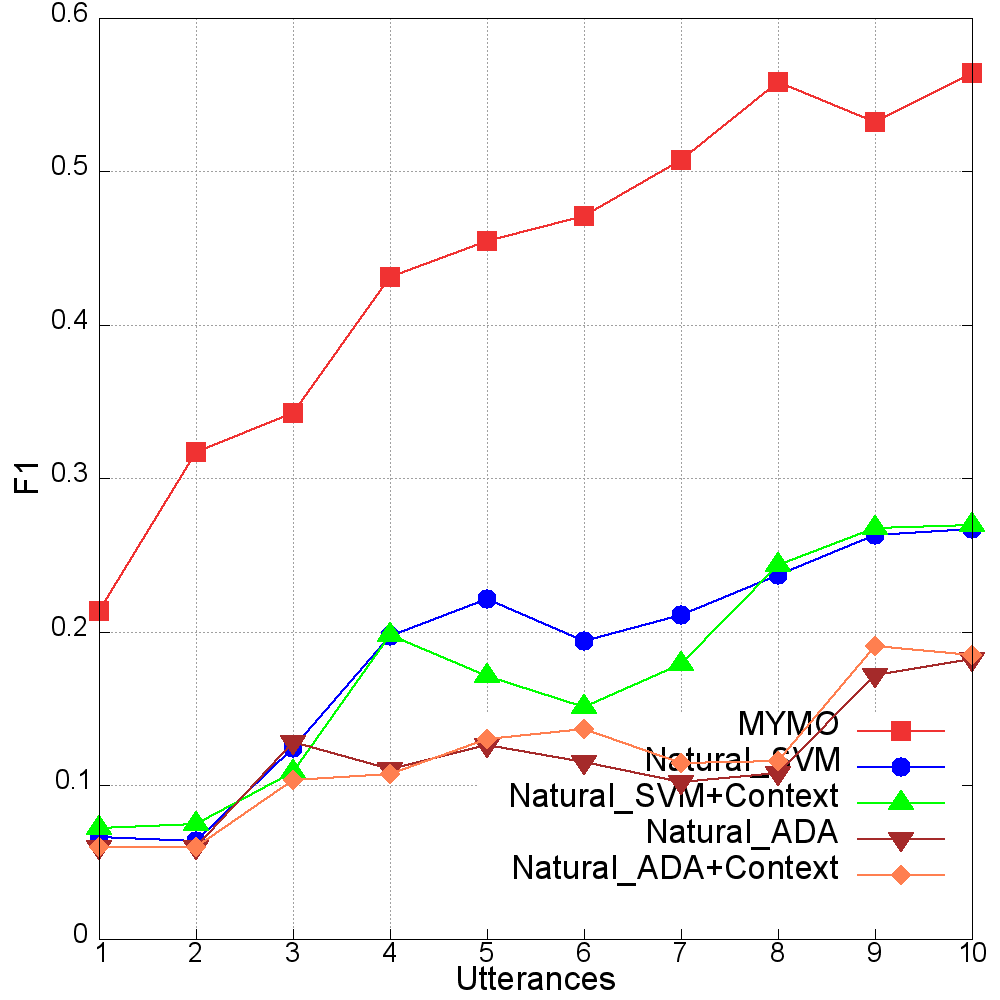 0.6
0.5
0.4
0.3
0.2
0.1
0
F1
1 2 3 4 5 6 7 8 9 10
Utterances
MYMO
Natural_SVM
Natural_SVM+Context
Natural_ADA
Natural_ADA+Context